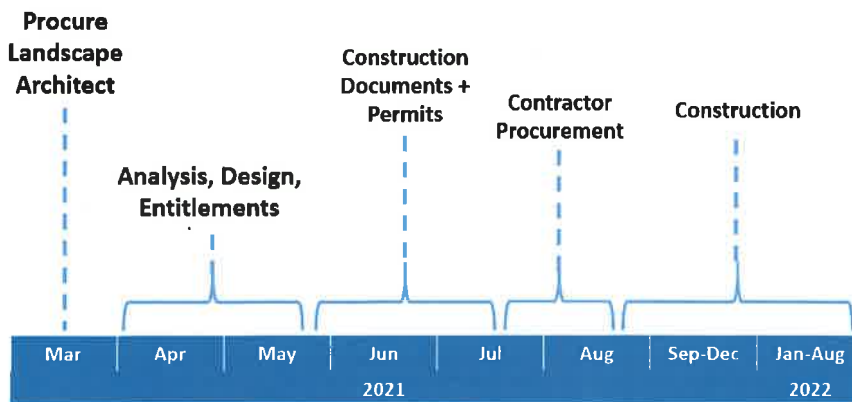 Procure
Landscape
Architect
Analysis, Design,
Entitlements
Construction
Documents +
Permits
Contractor
Procurement
Construction
Mar Apr May Jun Jul Aug Sep-Dec Jan-Aug
2021 2022